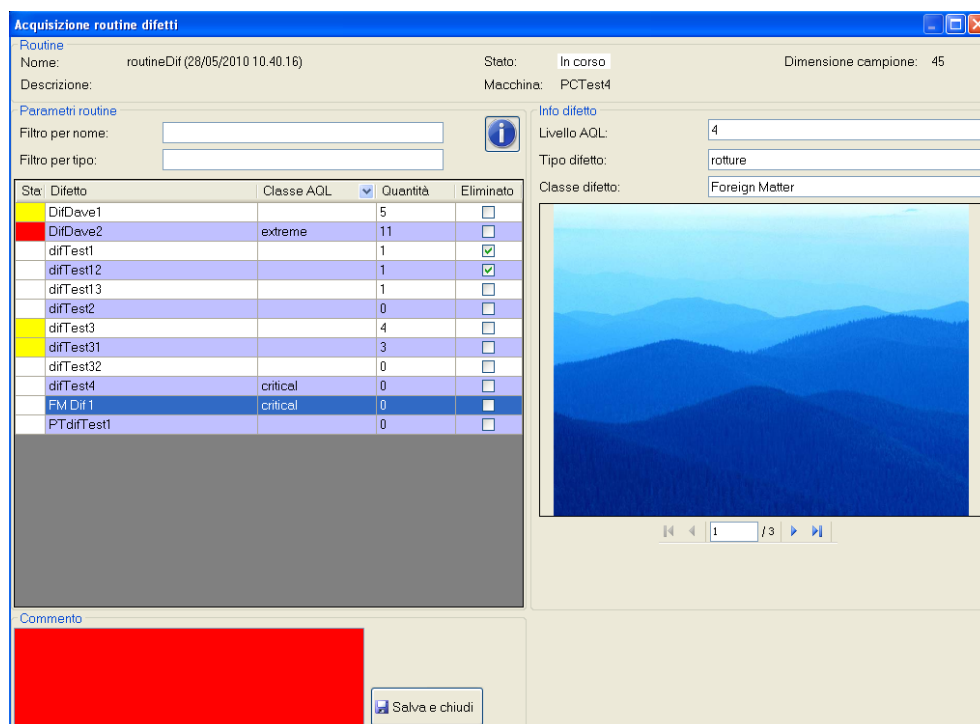 Acquisizione routine difetti
Routine
Nome: routineDif (28/05/2010 10.40.16) Stato: In corso Dimensione campione: 45
Descrizione: Macchina: PCTest4
Parametri routine
Filtro per nome:
Filtro per tipo:
Sta Difetto Classe AQL Quantità Eliminato
DifDave1 5
DifDave2 extreme 11
difTest1 1
difTest12 1
difTest13 1
difTest2 0
difTest3 4
difTest31 3
difTest32 0
difTest4 critical 0
FM Dif 1 critical 0
PTdifTest1 0
Info difetto
Livello AQL: 4
Tipo difetto: rotture
Classe difetto: Foreign Matter
1 / 3
Commento
Salva e chiudi